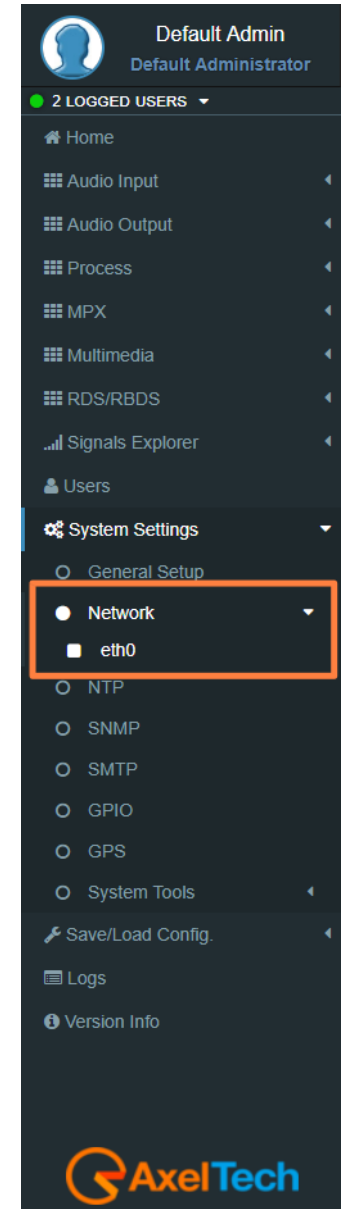 Default Admin
Default Administrator
2 LOGGED USERS
Home
Audio Input
Audio Output
Process
MPX
Multimedia
RDS/RBDS
Signals Explorer
Users
System Settings
General Setup
Network
eth0
NTP
SNMP
SMTP
GPIO
GPS
System Tools
Save/Load Config.
Logs
Version Info
AxelTech